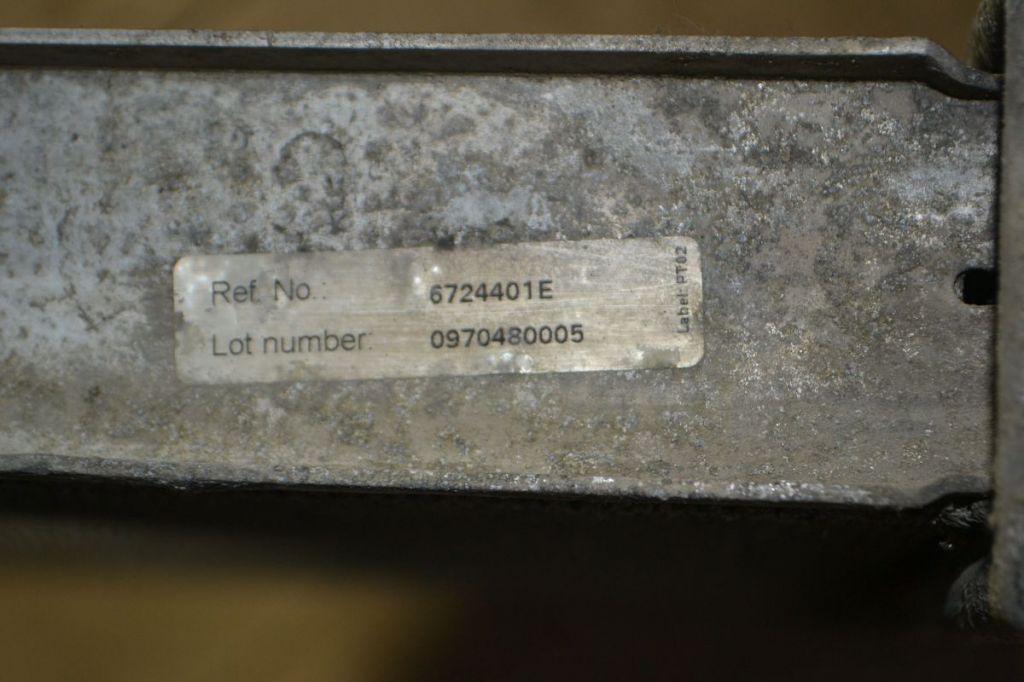 Ref. No.: 6724401E
Lot number: 0970480005
Label: PT02